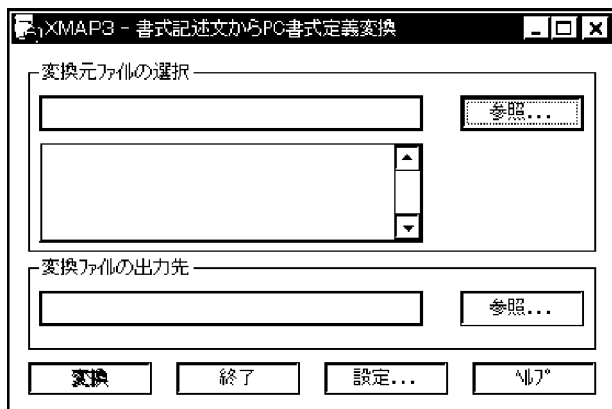 XMAP3 - 書式記述文からPC書式定義変換
変換元ファイルの選択
参照...
変換ファイルの出力先
参照...
変換
終了
設定...
ヘルプ